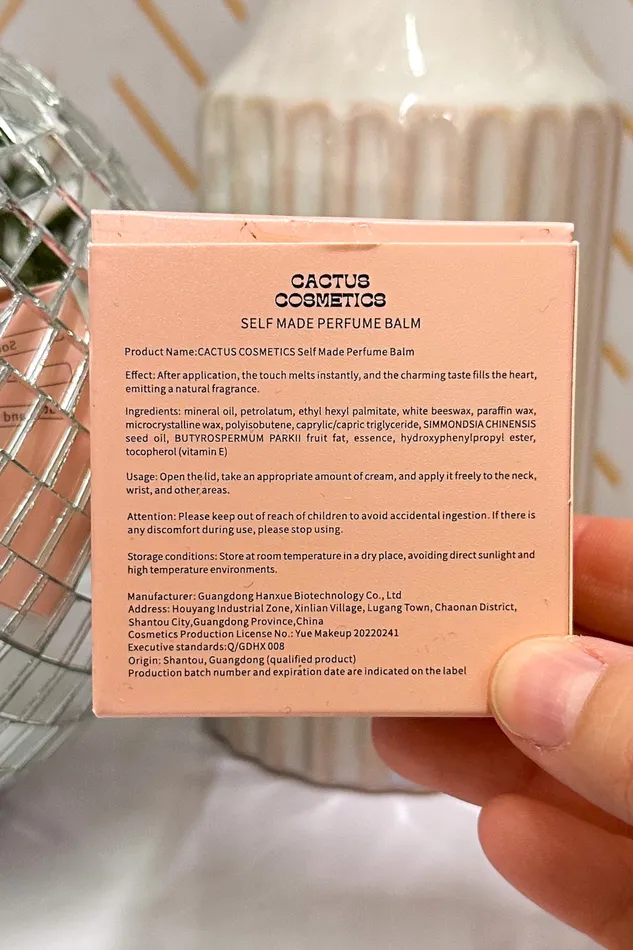 CACTUS
COSMETICS
SELF MADE PERFUME BALM
Product Name:CACTUS COSMETICS Self Made Perfume Balm
Effect: After application, the touch melts instantly, and the charming taste fills the heart,
emitting a natural fragrance.
Ingredients: mineral oil, petrolatum, ethyl hexyl palmitate, white beeswax, paraffin wax,
microcrystalline wax, polyisobutene, caprylic/capric triglyceride, SIMMONDSIA CHINENSIS
seed oil, BUTYROSPERMUM PARKII fruit fat, essence, hydroxyphenylpropyl ester,
tocopherol (vitamin E)
Usage: Open the lid, take an appropriate amount of cream, and apply it freely to the neck,
wrist, and other areas.
Attention: Please keep out of reach of children to avoid accidental ingestion. If there is
any discomfort during use, please stop using.
Storage conditions: Store at room temperature in a dry place, avoiding direct sunlight and
high temperature environments.
Manufacturer: Guangdong Hanxue Biotechnology Co., Ltd
Address: Houyang Industrial Zone, Xinlian Village, Lugang Town, Chaonan District,
Shantou City,Guangdong Province,China
Cosmetics Production License No.: Yue Makeup 20220241
Executive standards:Q/GDHX 008
Origin: Shantou, Guangdong (qualified product)
Production batch number and expiration date are indicated on the label